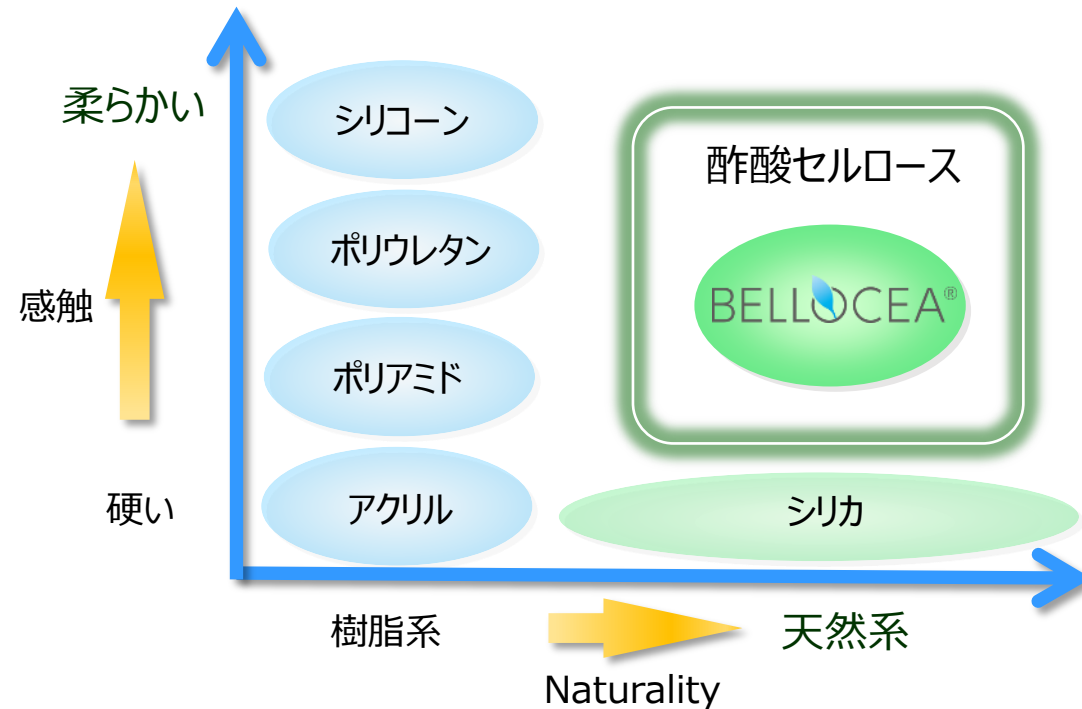 柔らかい
シリコーン
酢酸セルロース
ポリウレタン
BELLOCEA®
感触
ポリアミド
硬い
アクリル
シリカ
樹脂系
天然系
Naturality